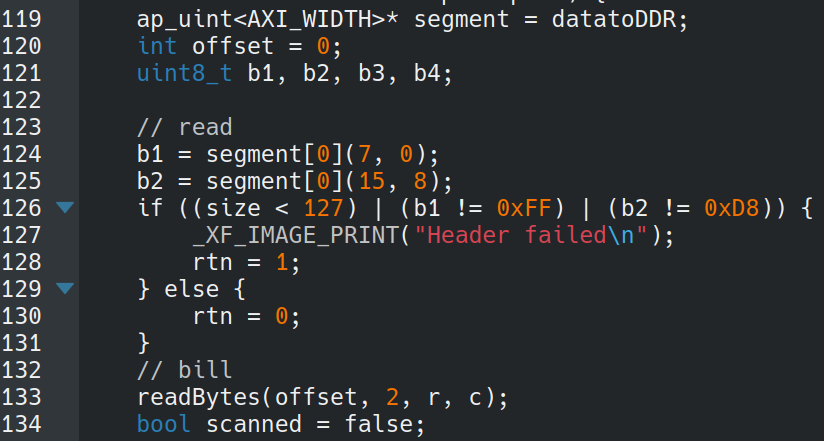 119 ap_uint<AXI_WIDTH>* segment = datatoDDR;
120 int offset = 0;
121 uint8_t b1, b2, b3, b4;
122
123 // read
124 b1 = segment[0](7, 0);
125 b2 = segment[0](15, 8);
126 if ((size < 127) | (b1 != 0xFF) | (b2 != 0xD8)) {
127 _XF_IMAGE_PRINT("Header failed\n");
128 rtn = 1;
129 } else {
130 rtn = 0;
131 }
132 // bill
133 readBytes(offset, 2, r, c);
134 bool scanned = false;